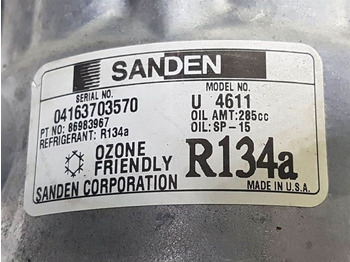 SANDEN
SERIAL NO.
04163703570
MODEL NO.
U 4611
PT NO: 86983967
OIL AMT:285cc
REFRIGERANT: R134a
OIL:SP-15
OZONE
FRIENDLY
R134a
SANDEN CORPORATION
MADE IN U.S.A.